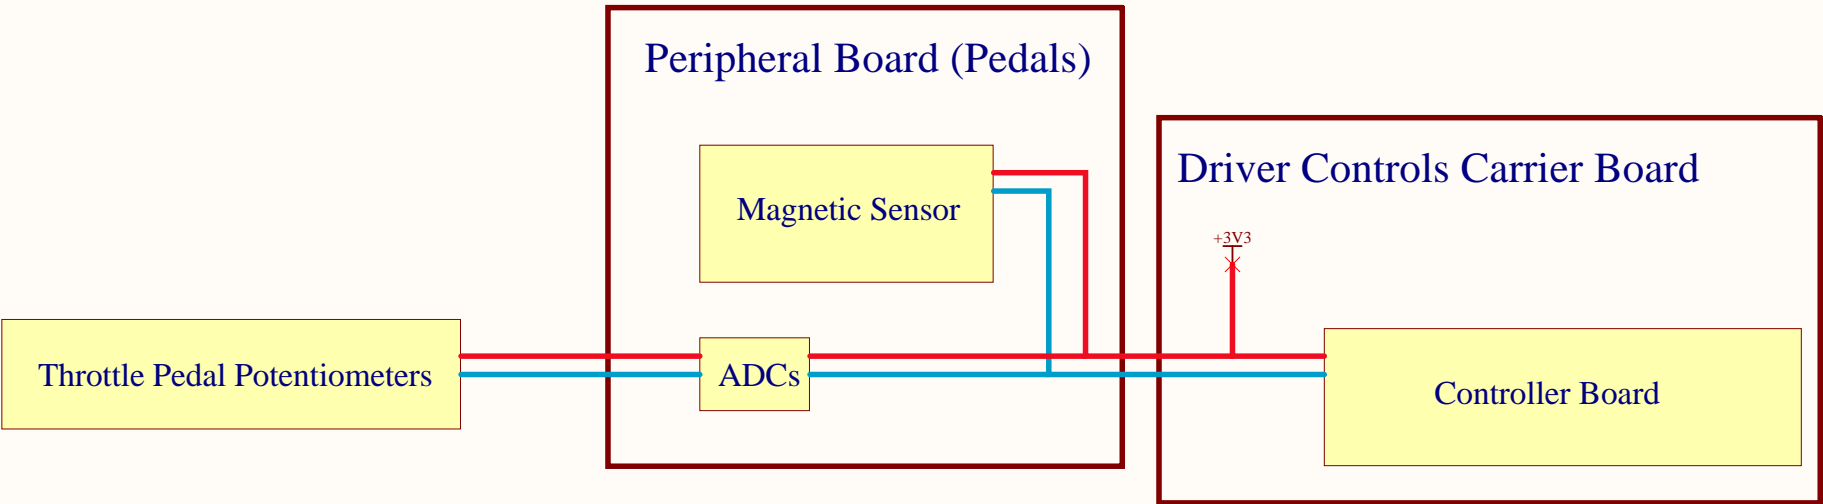 Peripheral Board (Pedals)
Driver Controls Carrier Board
Magnetic Sensor
+3V3
Throttle Pedal Potentiometers
ADCs
Controller Board